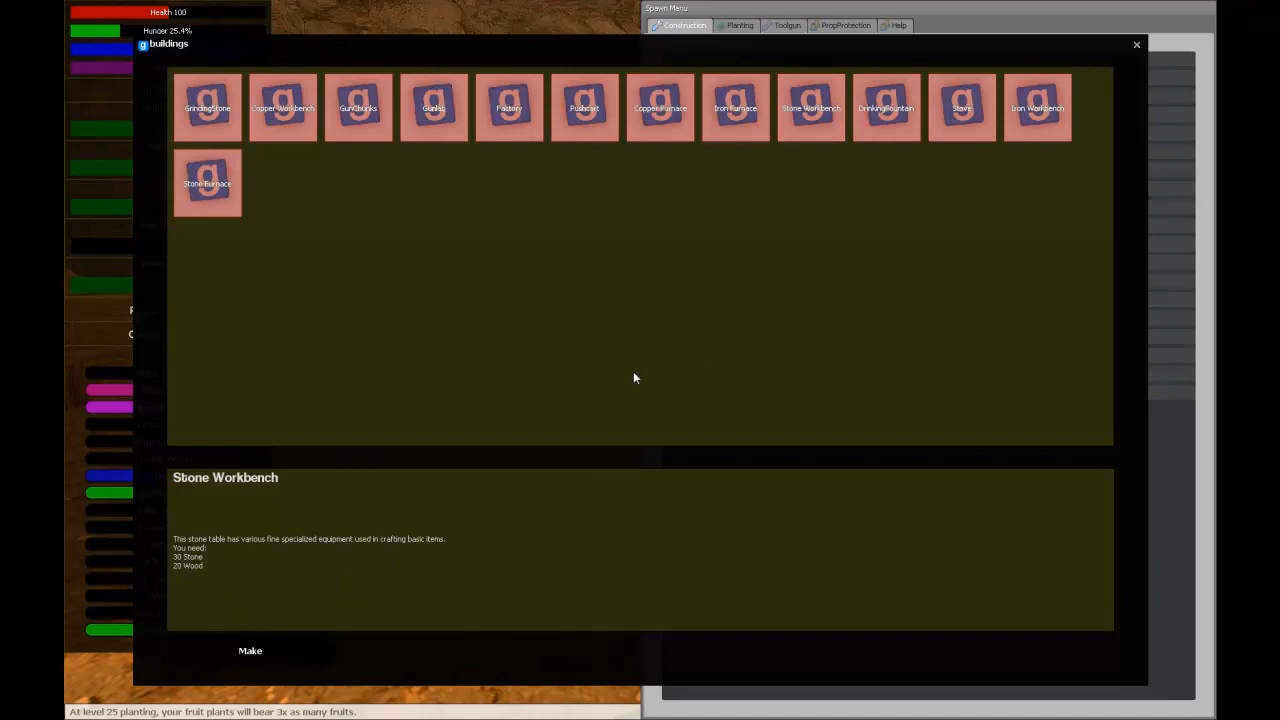 Health 100
Hunger 25.4%
Spawn Menu
Construction
Planting
Toolgun
PropProtection
Help
buildings
GrindingStone
Copper Workbench
GunChunks
Gunlab
Factory
Pushcart
Copper Furnace
Iron Furnace
Stone Workbench
DrinkingFountain
Stove
Iron Workbench
Stone Furnace
Stone Workbench
This stone table has various fine specialized equipment used in crafting basic items.
You need:
30 Stone
20 Wood
Make
At level 25 planting, your fruit plants will bear 3x as many fruits.